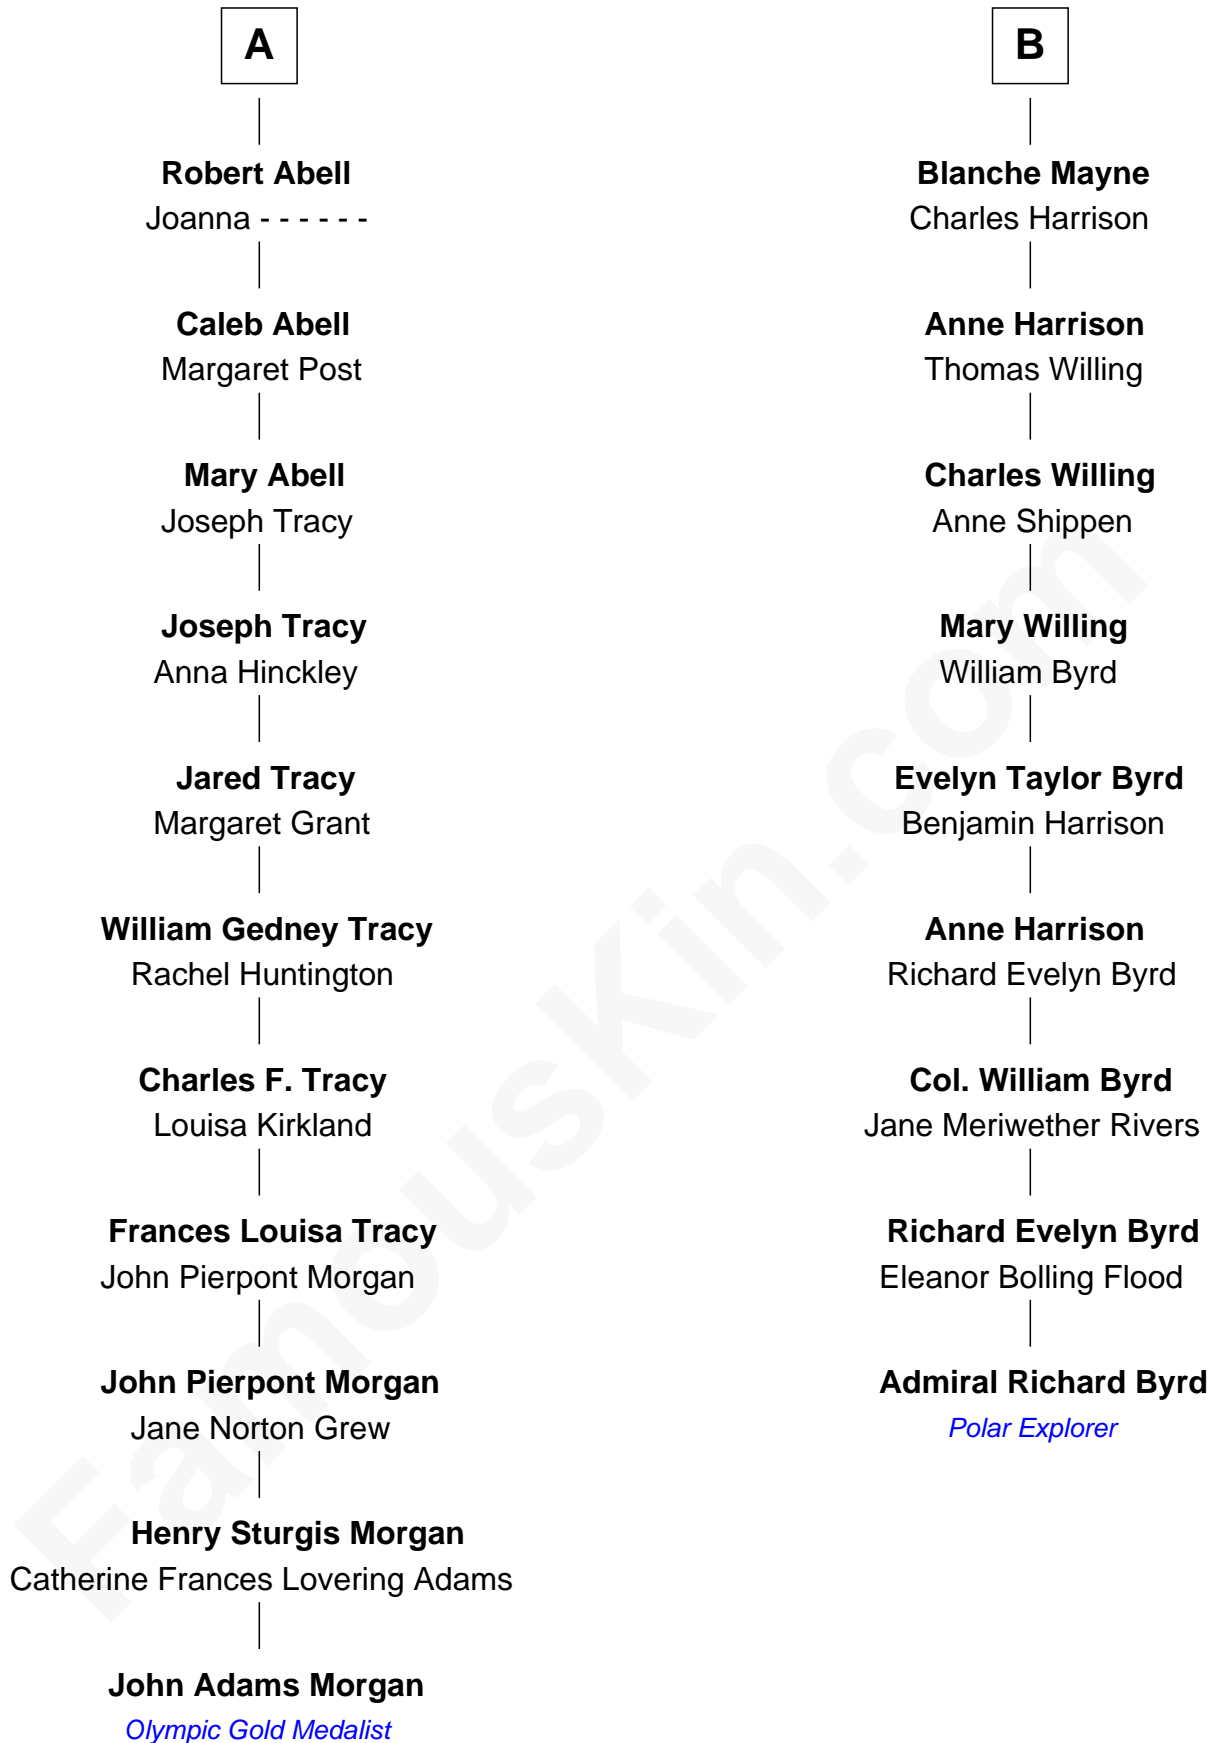 A
Robert Abell
Joanna - - - - - -
Caleb Abell
Margaret Post
Mary Abell
Joseph Tracy
Joseph Tracy
Anna Hinckley
Jared Tracy
Margaret Grant
William Gedney Tracy
Rachel Huntington
Charles F. Tracy
Louisa Kirkland
Frances Louisa Tracy
John Pierpont Morgan
John Pierpont Morgan
Jane Norton Grew
Henry Sturgis Morgan
Catherine Frances Lovering Adams
John Adams Morgan
Olympic Gold Medalist
B
Blanche Mayne
Charles Harrison
Anne Harrison
Thomas Willing
Charles Willing
Anne Shippen
Mary Willing
William Byrd
Evelyn Taylor Byrd
Benjamin Harrison
Anne Harrison
Richard Evelyn Byrd
Col. William Byrd
Jane Meriwether Rivers
Richard Evelyn Byrd
Eleanor Bolling Flood
Admiral Richard Byrd
Polar Explorer
FamousKin.com